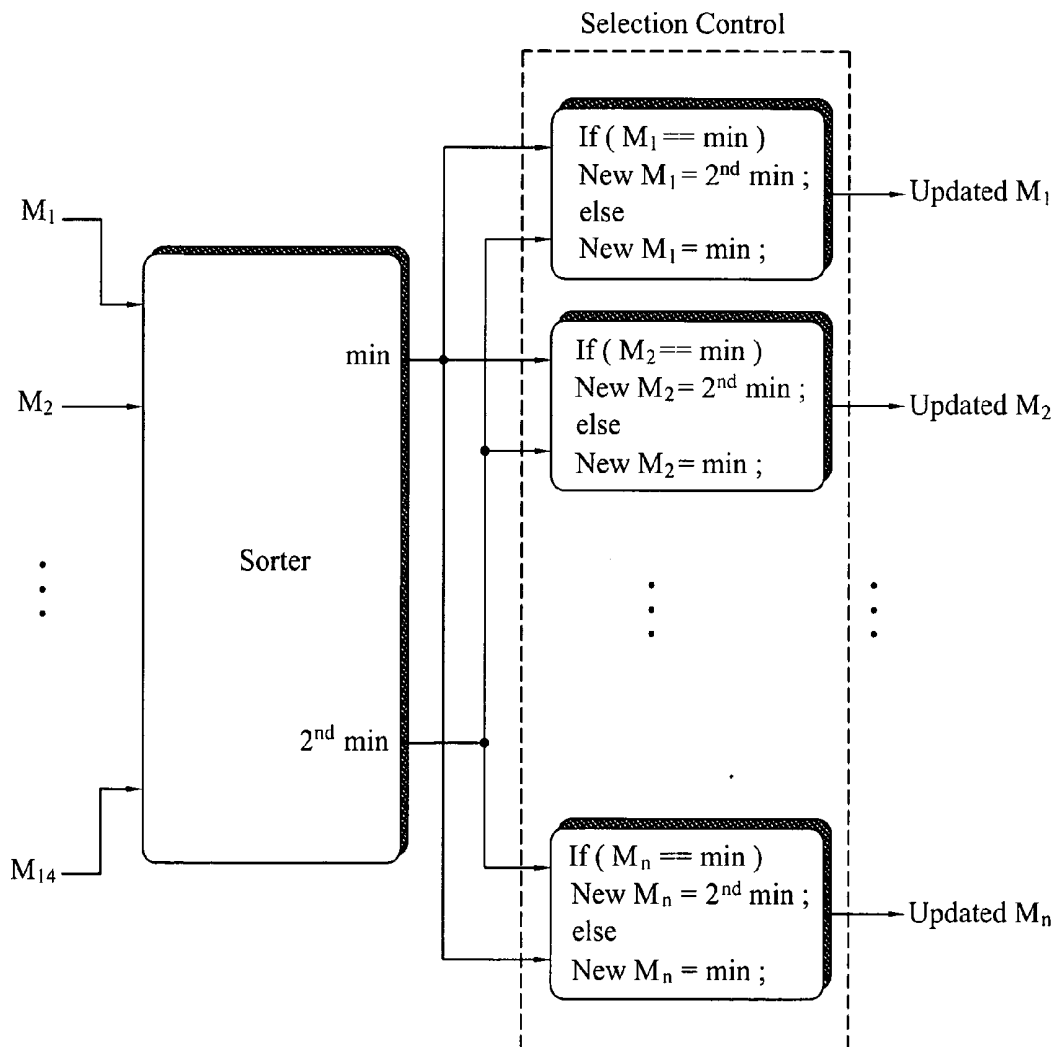 Selection Control
If ( M₁ == min )
New M₁ = 2ⁿᵈ min ;
else
New M₁ = min ;
Updated M₁
M₁
M₂
M₁₄
min
Sorter
2ⁿᵈ min
If ( M₂ == min )
New M₂ = 2ⁿᵈ min ;
else
New M₂ = min ;
Updated M₂
If ( Mₙ == min )
New Mₙ = 2ⁿᵈ min ;
else
New Mₙ = min ;
Updated Mₙ